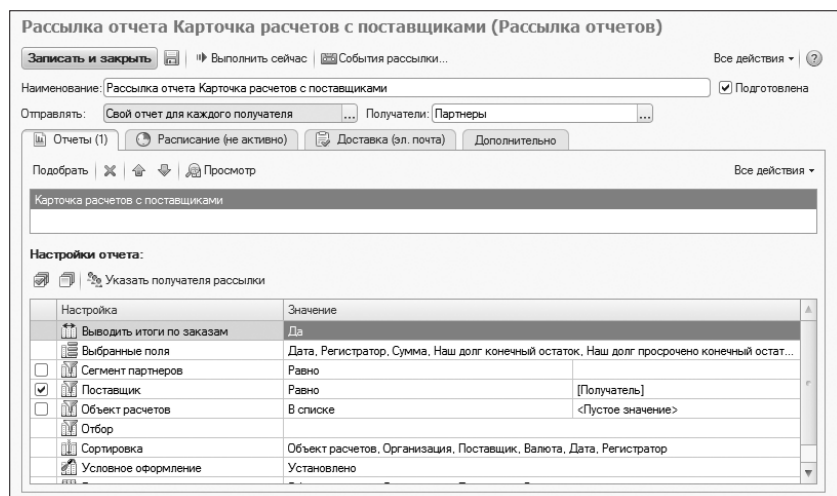 Рассылка отчета Карточка расчетов с поставщиками (Рассылка отчетов)
Записать и закрыть Выполнить сейчас События рассылки... Все действия
Наименование: Рассылка отчета Карточка расчетов с поставщиками Подготовлена
Отправлять: Свой отчет для каждого получателя ... Получатели: Партнеры ...
Отчеты (1) Расписание (не активно) Доставка (эл. почта) Дополнительно
Подобрать Просмотр Все действия
Карточка расчетов с поставщиками
Настройки отчета:
Указать получателя рассылки
Настройка Значение
Выводить итоги по заказам Да
Выбранные поля Дата, Регистратор, Сумма, Наш долг конечный остаток, Наш долг просрочено конечный остат...
Сегмент партнеров Равно
Поставщик Равно [Получатель]
Объект расчетов В списке <Пустое значение>
Отбор
Сортировка Объект расчетов, Организация, Поставщик, Валюта, Дата, Регистратор
Условное оформление Установлено